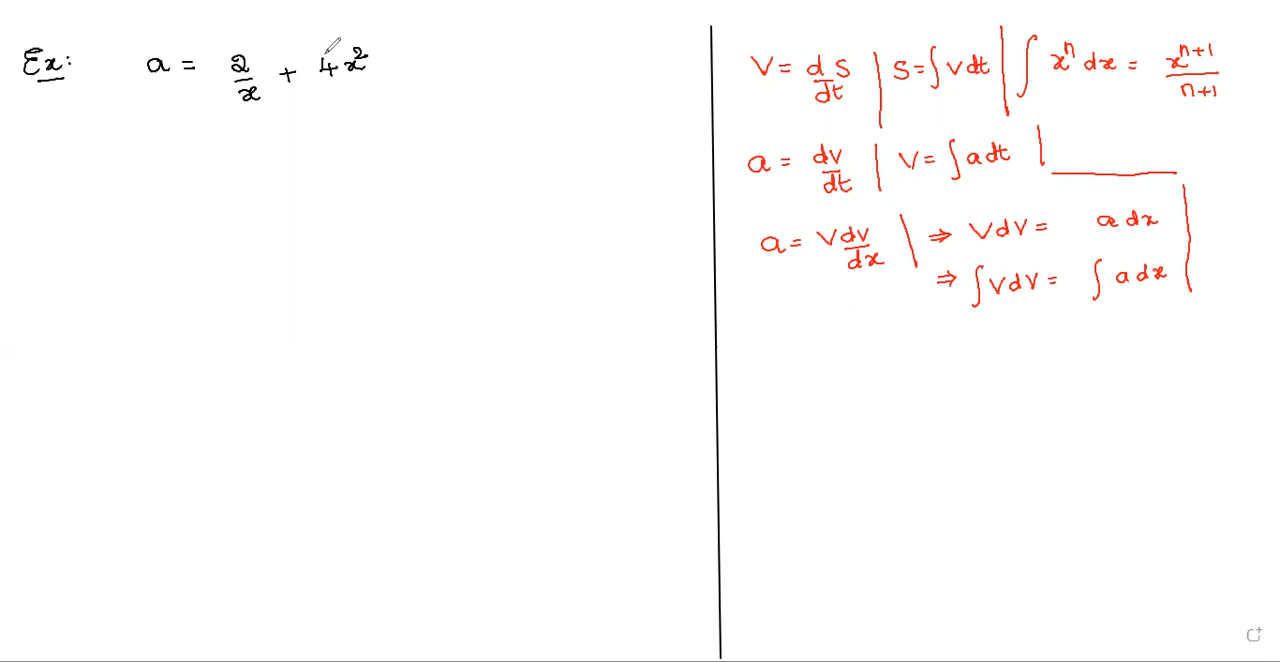 Ex: a = 2/x + 4x²
V = dS/dt | S = ∫ V dt | ∫ xⁿ dx = xⁿ⁺¹/n+1
a = dv/dt | V = ∫ a dt |
a = V dV/dx | ⇒ V dV = a dx
⇒ ∫ V dV = ∫ a dx